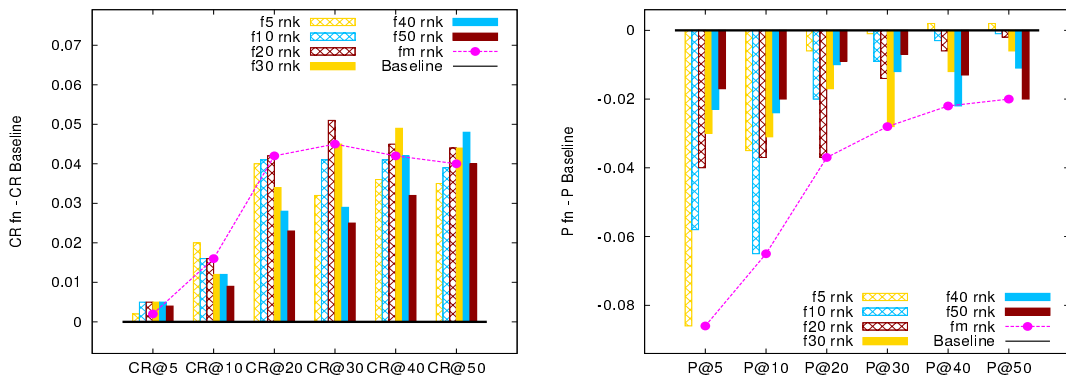 CR fn - CR Baseline
0.07
0.06
0.05
0.04
0.03
0.02
0.01
0
f5 rnk
f10 rnk
f20 rnk
f30 rnk
f40 rnk
f50 rnk
fm rnk
Baseline
CR@5 CR@10 CR@20 CR@30 CR@40 CR@50
P fn - P Baseline
0
-0.02
-0.04
-0.06
-0.08
f5 rnk
f10 rnk
f20 rnk
f30 rnk
f40 rnk
f50 rnk
fm rnk
Baseline
P@5 P@10 P@20 P@30 P@40 P@50